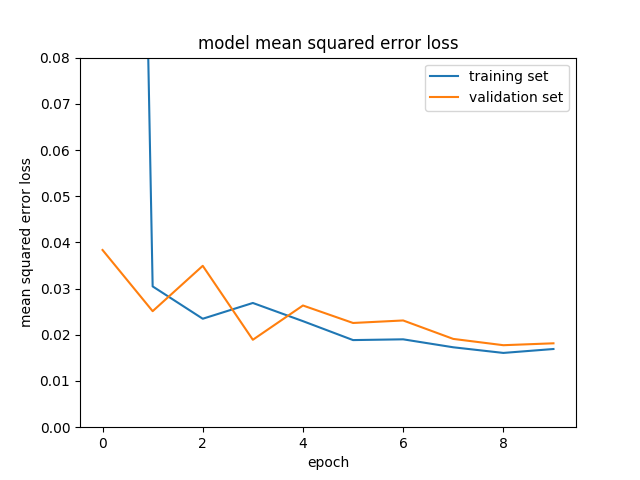 model mean squared error loss
training set
validation set
mean squared error loss
0.08
0.07
0.06
0.05
0.04
0.03
0.02
0.01
0.00
0 2 4 6 8
epoch